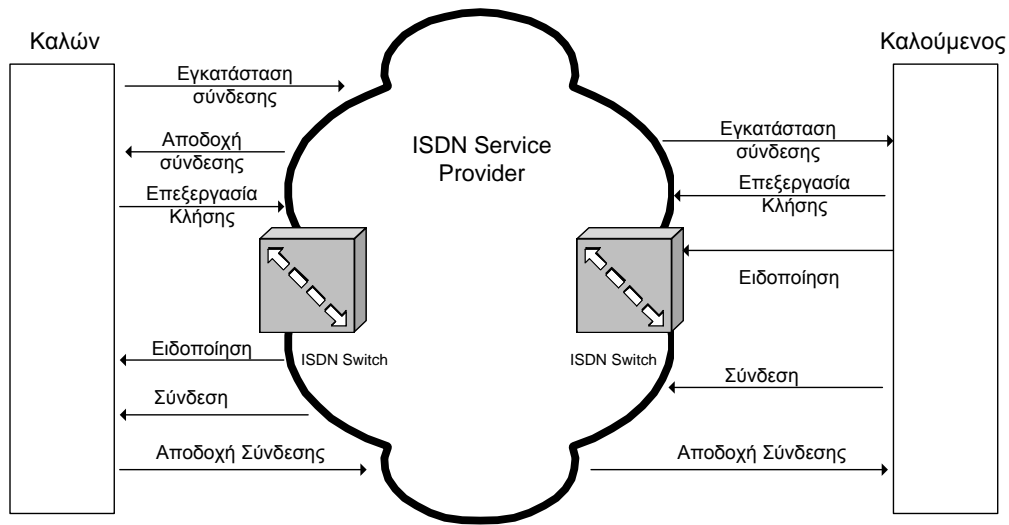 Καλών
Καλούμενος
Εγκατάσταση
σύνδεσης
Αποδοχή
σύνδεσης
Επεξεργασία
Κλήσης
ISDN Service
Provider
Εγκατάσταση
σύνδεσης
Επεξεργασία
Κλήσης
Ειδοποίηση
Ειδοποίηση
ISDN Switch
ISDN Switch
Σύνδεση
Σύνδεση
Αποδοχή Σύνδεσης
Αποδοχή Σύνδεσης